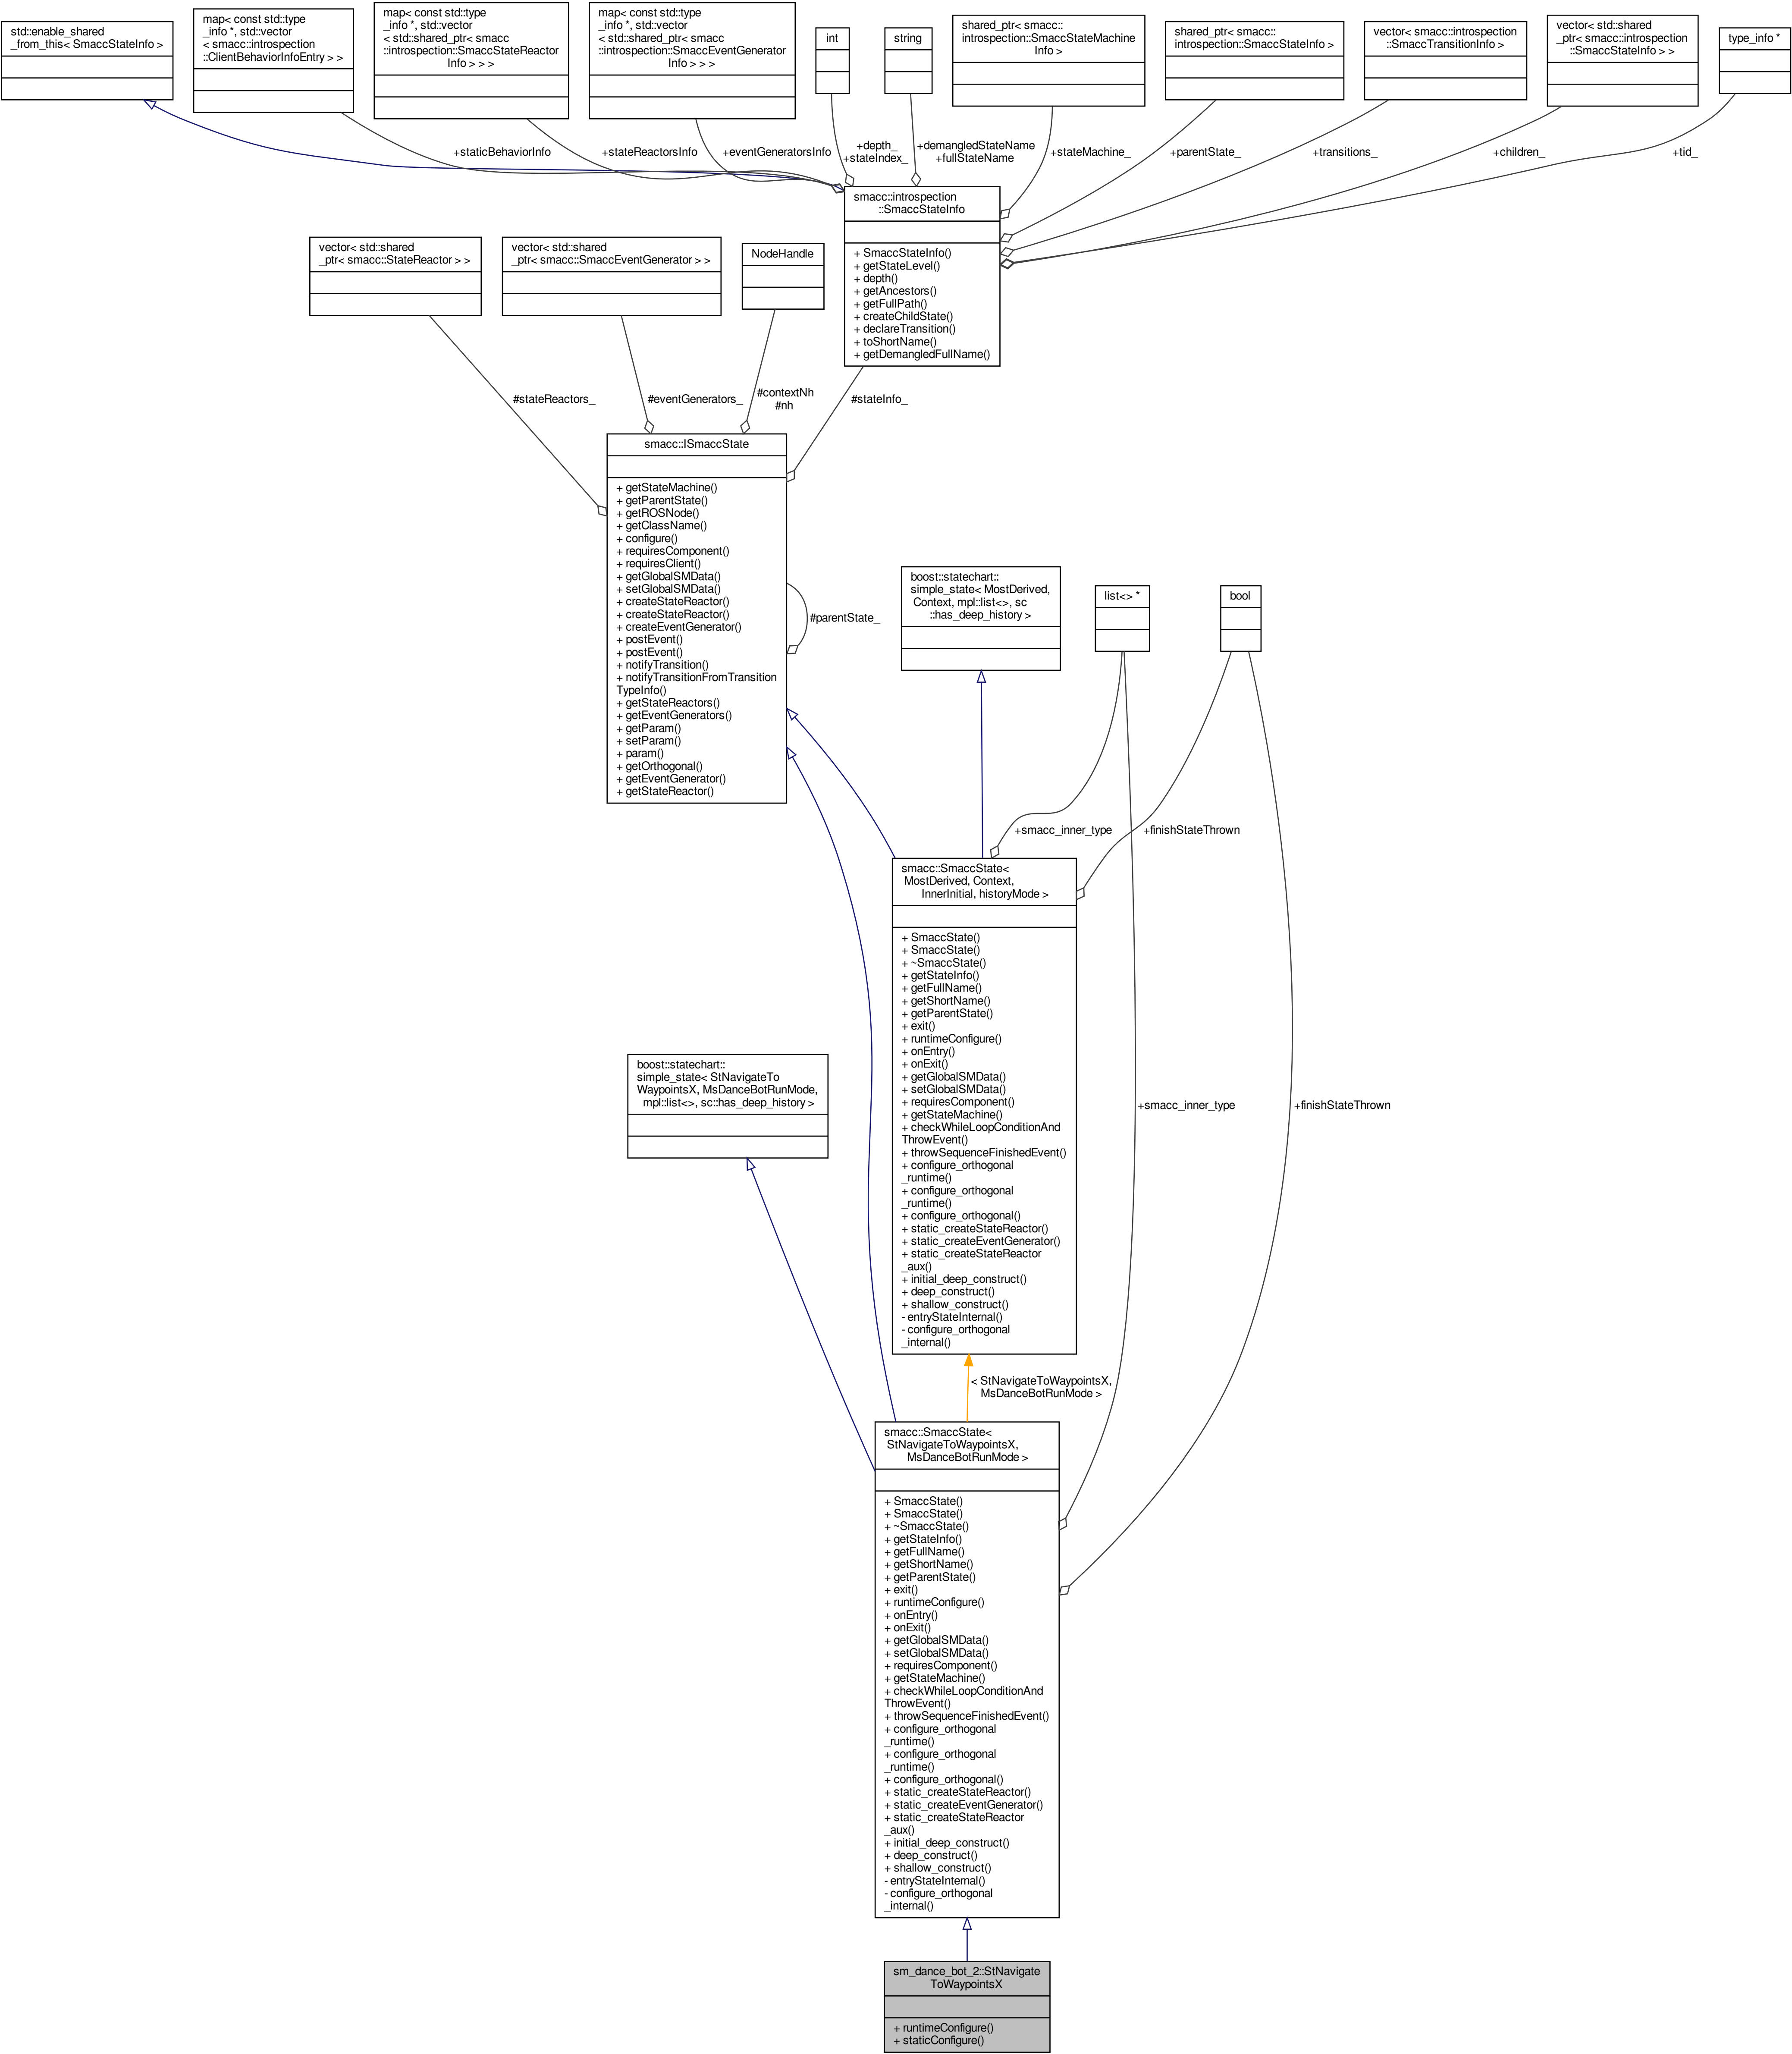 std::enable_shared
_from_this< SmaccStateInfo >
map< const std::type
_info *, std::vector
< smacc::introspection
::ClientBehaviorInfoEntry > >
map< const std::type
_info *, std::vector
< std::shared_ptr< smacc
::introspection::SmaccStateReactor
Info > > >
map< const std::type
_info *, std::vector
< std::shared_ptr< smacc
::introspection::SmaccEventGenerator
Info > > >
int
string
shared_ptr< smacc::
introspection::SmaccStateMachine
Info >
shared_ptr< smacc::
introspection::SmaccStateInfo >
vector< smacc::introspection
::SmaccTransitionInfo >
vector< std::shared
_ptr< smacc::introspection
::SmaccStateInfo > >
type_info *
+staticBehaviorInfo
+stateReactorsInfo
+eventGeneratorsInfo
+depth_
+stateIndex_
+demangledStateName
+fullStateName
+stateMachine_
+parentState_
+transitions_
+children_
+tid_
smacc::introspection
::SmaccStateInfo
+ SmaccStateInfo()
+ getStateLevel()
+ depth()
+ getAncestors()
+ getFullPath()
+ createChildState()
+ declareTransition()
+ toShortName()
+ getDemangledFullName()
vector< std::shared
_ptr< smacc::StateReactor > >
vector< std::shared
_ptr< smacc::SmaccEventGenerator > >
NodeHandle
#stateReactors_
#eventGenerators_
#contextNh
#nh
#stateInfo_
smacc::ISmaccState
+ getStateMachine()
+ getParentState()
+ getROSNode()
+ getClassName()
+ configure()
+ requiresComponent()
+ requiresClient()
+ getGlobalSMData()
+ setGlobalSMData()
+ createStateReactor()
+ createStateReactor()
+ createEventGenerator()
+ postEvent()
+ postEvent()
+ notifyTransition()
+ notifyTransitionFromTransition
TypeInfo()
+ getStateReactors()
+ getEventGenerators()
+ getParam()
+ setParam()
+ param()
+ getOrthogonal()
+ getEventGenerator()
+ getStateReactor()
#parentState_
boost::statechart::
simple_state< MostDerived,
Context, mpl::list<>, sc
::has_deep_history >
list<> *
bool
+smacc_inner_type
+finishStateThrown
smacc::SmaccState<
MostDerived, Context,
InnerInitial, historyMode >
+ SmaccState()
+ SmaccState()
+ ~SmaccState()
+ getStateInfo()
+ getFullName()
+ getShortName()
+ getParentState()
+ exit()
+ runtimeConfigure()
+ onEntry()
+ onExit()
+ getGlobalSMData()
+ setGlobalSMData()
+ requiresComponent()
+ getStateMachine()
+ checkWhileLoopConditionAnd
ThrowEvent()
+ throwSequenceFinishedEvent()
+ configure_orthogonal
_runtime()
+ configure_orthogonal
_runtime()
+ configure_orthogonal()
+ static_createStateReactor()
+ static_createEventGenerator()
+ static_createStateReactor
_aux()
+ initial_deep_construct()
+ deep_construct()
+ shallow_construct()
- entryStateInternal()
- configure_orthogonal
_internal()
boost::statechart::
simple_state< StNavigateTo
WaypointsX, MsDanceBotRunMode,
mpl::list<>, sc::has_deep_history >
+smacc_inner_type
+finishStateThrown
< StNavigateToWaypointsX,
MsDanceBotRunMode >
smacc::SmaccState<
StNavigateToWaypointsX,
MsDanceBotRunMode >
+ SmaccState()
+ SmaccState()
+ ~SmaccState()
+ getStateInfo()
+ getFullName()
+ getShortName()
+ getParentState()
+ exit()
+ runtimeConfigure()
+ onEntry()
+ onExit()
+ getGlobalSMData()
+ setGlobalSMData()
+ requiresComponent()
+ getStateMachine()
+ checkWhileLoopConditionAnd
ThrowEvent()
+ throwSequenceFinishedEvent()
+ configure_orthogonal
_runtime()
+ configure_orthogonal
_runtime()
+ configure_orthogonal()
+ static_createStateReactor()
+ static_createEventGenerator()
+ static_createStateReactor
_aux()
+ initial_deep_construct()
+ deep_construct()
+ shallow_construct()
- entryStateInternal()
- configure_orthogonal
_internal()
sm_dance_bot_2::StNavigate
ToWaypointsX
+ runtimeConfigure()
+ staticConfigure()